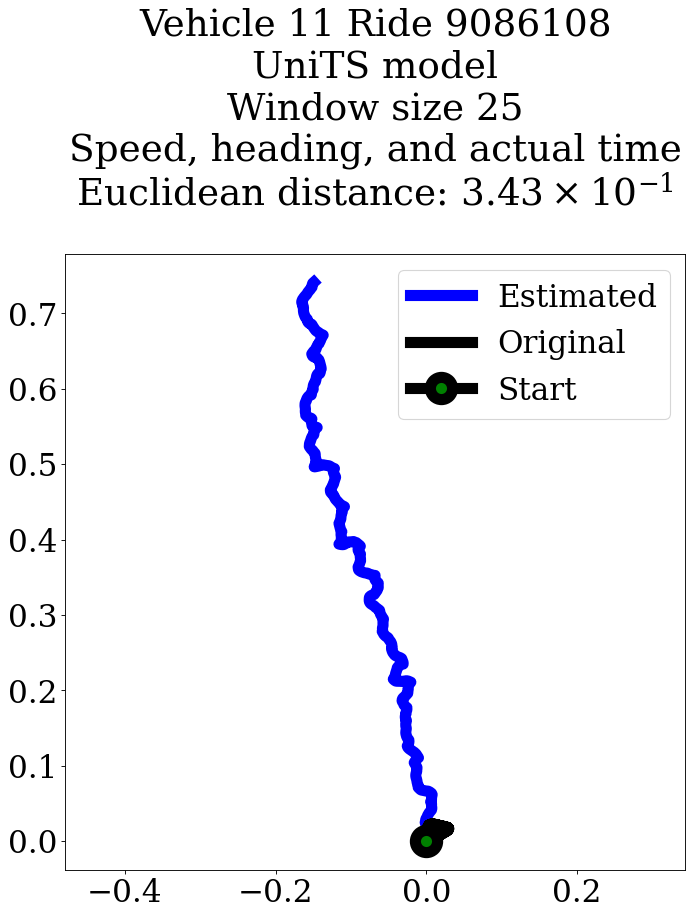 Vehicle 11 Ride 9086108
UniTS model
Window size 25
Speed, heading, and actual time
Euclidean distance: 3.43 × 10⁻¹
Estimated
Original
Start
0.7
0.6
0.5
0.4
0.3
0.2
0.1
0.0
−0.4 −0.2 0.0 0.2